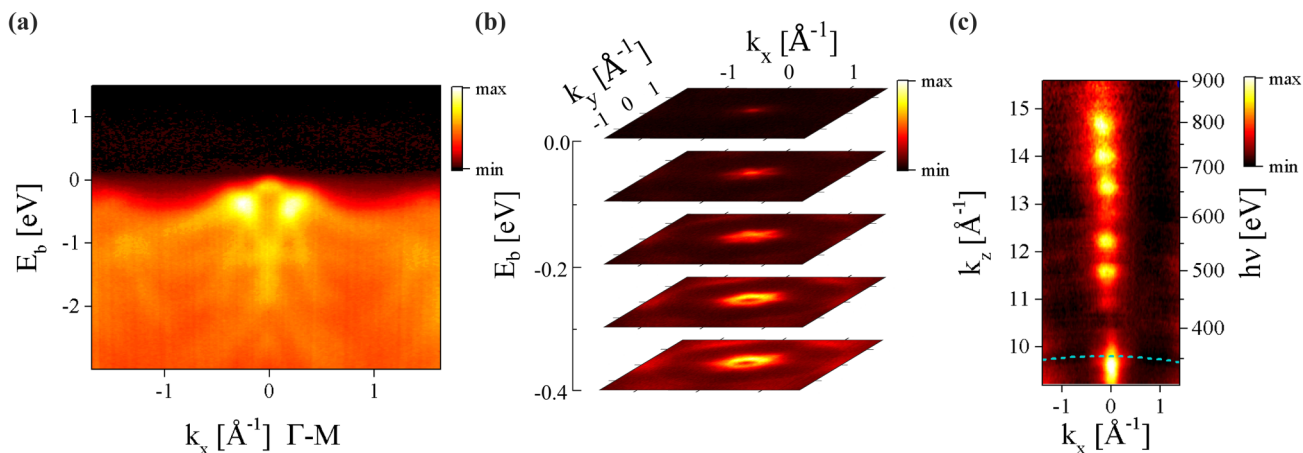 (a)
max
min
1
0
-1
-2
E_b [eV]
-1
0
1
k_x [Å^-1] Γ-M
(b)
k_x [Å^-1]
-1
0
1
k_y [Å^-1]
-1
0
1
max
min
0.0
-0.2
-0.4
E_b [eV]
(c)
15
14
13
12
11
10
k_z [Å^-1]
900
800
700
600
500
400
hν [eV]
max
min
-1
0
1
k_x [Å^-1]